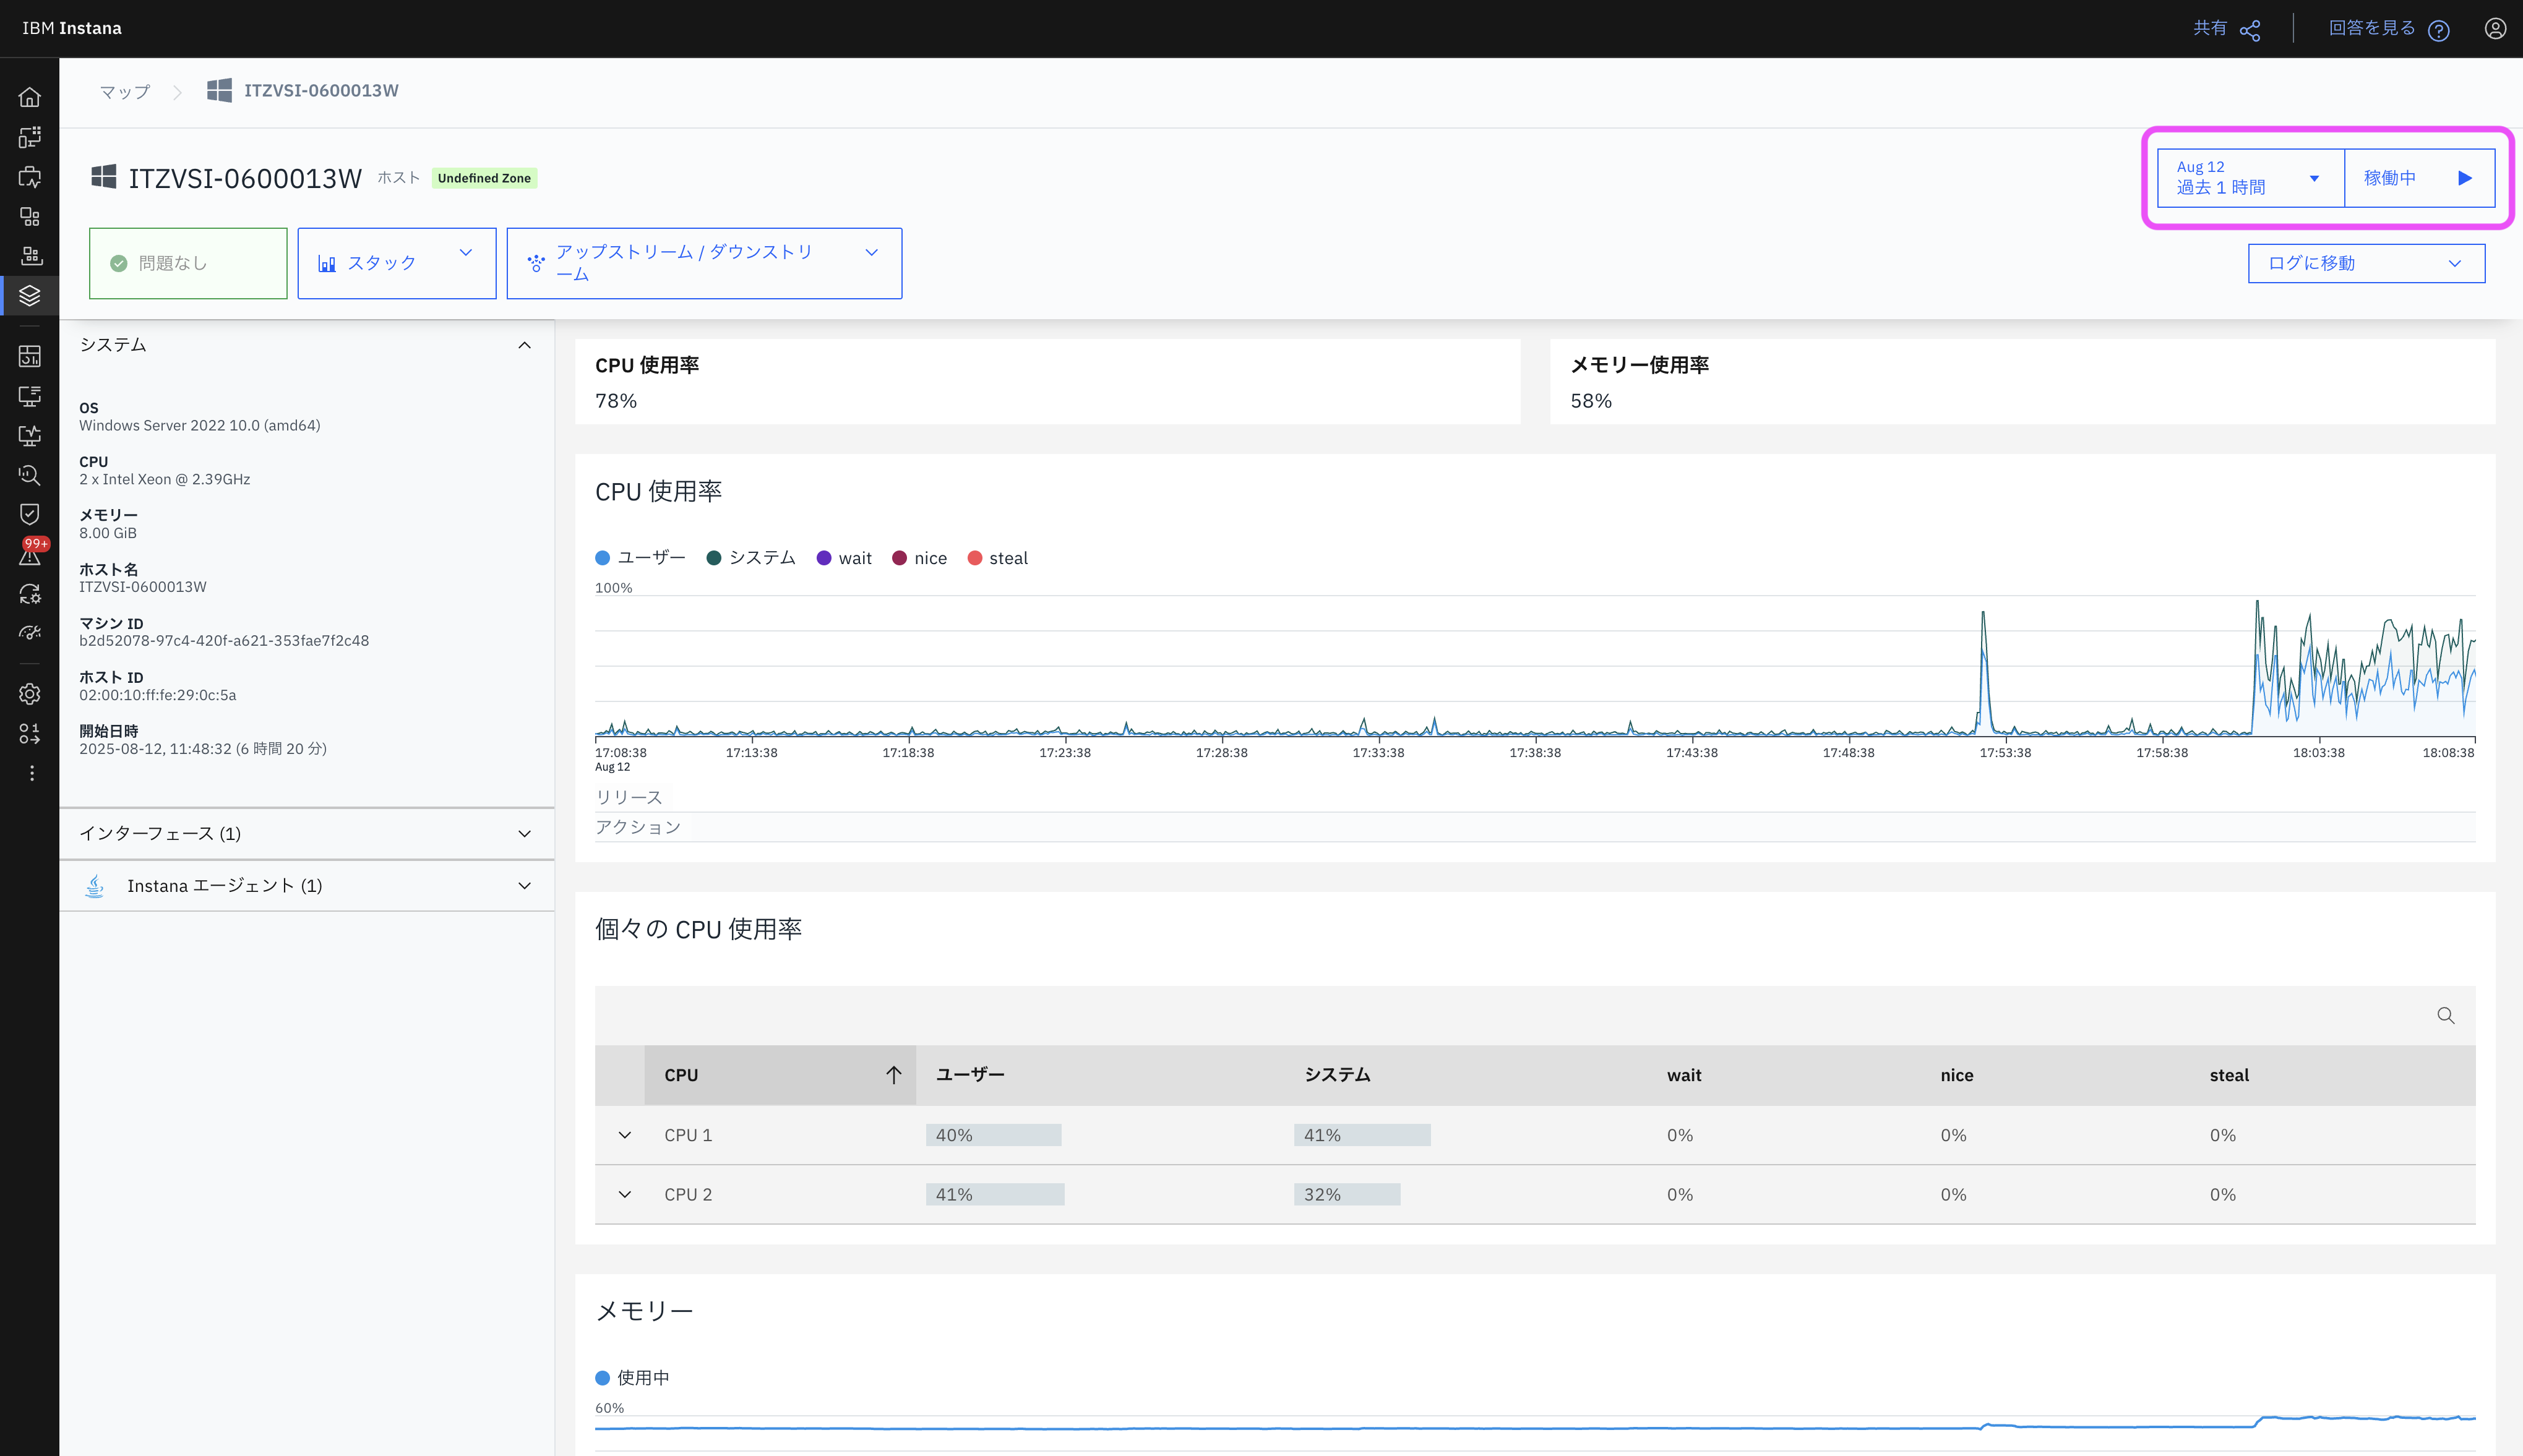 IBM Instana
共有
回答を見る
マップ
ITZVSI-0600013W
ITZVSI-0600013W ホスト Undefined Zone
Aug 12
過去 1 時間
稼働中
問題なし
スタック
アップストリーム / ダウンストリ
ーム
ログに移動
システム
OS
Windows Server 2022 10.0 (amd64)
CPU
2 x Intel Xeon @ 2.39GHz
メモリー
8.00 GiB
ホスト名
ITZVSI-0600013W
マシン ID
b2d52078-97c4-420f-a621-353fae7f2c48
ホスト ID
02:00:10:ff:fe:29:0c:5a
開始日時
2025-08-12, 11:48:32 (6 時間 20 分)
インターフェース (1)
Instana エージェント (1)
99+
CPU 使用率
78%
メモリー使用率
58%
CPU 使用率
ユーザー システム wait nice steal
100%
17:08:38 17:13:38 17:18:38 17:23:38 17:28:38 17:33:38 17:38:38 17:43:38 17:48:38 17:53:38 17:58:38 18:03:38 18:08:38
Aug 12
リリース
アクション
個々の CPU 使用率
CPU ユーザー システム wait nice steal
CPU 1 40% 41% 0% 0% 0%
CPU 2 41% 32% 0% 0% 0%
メモリー
使用中
60%